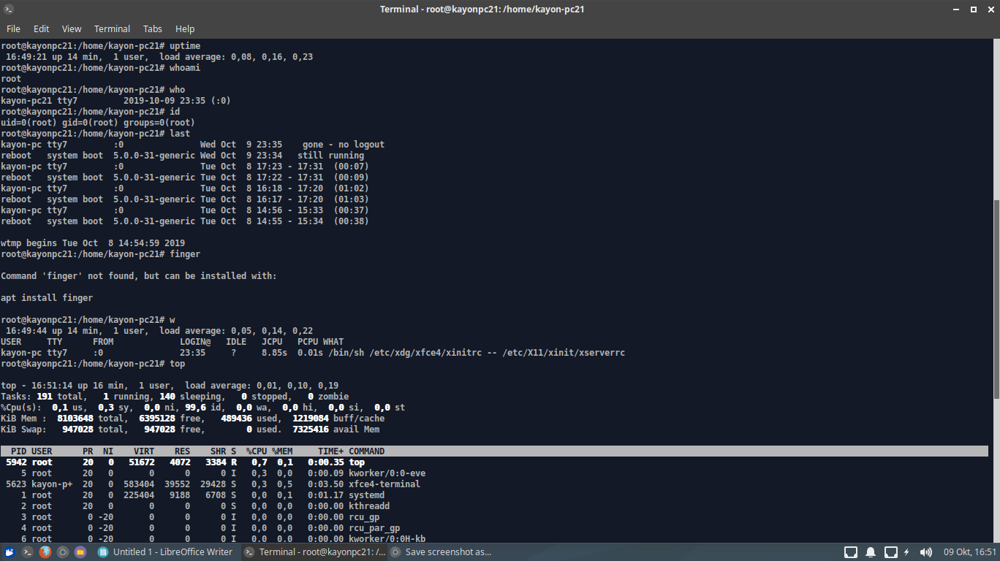 Terminal - root@kayonpc21: /home/kayon-pc21
File Edit View Terminal Tabs Help
root@kayonpc21:/home/kayon-pc21# uptime
 16:49:21 up 14 min,  1 user,  load average: 0,08, 0,16, 0,23
root@kayonpc21:/home/kayon-pc21# whoami
root
root@kayonpc21:/home/kayon-pc21# who
kayon-pc21 tty7         2019-10-09 23:35 (:0)
root@kayonpc21:/home/kayon-pc21# id
uid=0(root) gid=0(root) groups=0(root)
root@kayonpc21:/home/kayon-pc21# last
kayon-pc tty7         :0               Wed Oct  9 23:35    gone - no logout
reboot   system boot  5.0.0-31-generic Wed Oct  9 23:34   still running
kayon-pc tty7         :0               Tue Oct  8 17:23 - 17:31  (00:07)
reboot   system boot  5.0.0-31-generic Tue Oct  8 17:22 - 17:31  (00:09)
kayon-pc tty7         :0               Tue Oct  8 16:18 - 17:20  (01:02)
reboot   system boot  5.0.0-31-generic Tue Oct  8 16:17 - 17:20  (01:03)
kayon-pc tty7         :0               Tue Oct  8 14:56 - 15:33  (00:37)
reboot   system boot  5.0.0-31-generic Tue Oct  8 14:55 - 15:34  (00:38)
wtmp begins Tue Oct  8 14:54:59 2019
root@kayonpc21:/home/kayon-pc21# finger
Command 'finger' not found, but can be installed with:
apt install finger
root@kayonpc21:/home/kayon-pc21# w
 16:49:44 up 14 min,  1 user,  load average: 0,05, 0,14, 0,22
USER     TTY      FROM             LOGIN@   IDLE   JCPU   PCPU WHAT
kayon-pc tty7     :0               23:35     ?     8.85s  0.01s /bin/sh /etc/xdg/xfce4/xinitrc -- /etc/X11/xinit/xserverrc
root@kayonpc21:/home/kayon-pc21# top
top - 16:51:14 up 16 min,  1 user,  load average: 0,01, 0,10, 0,19
Tasks: 191 total,   1 running, 140 sleeping,   0 stopped,   0 zombie
%Cpu(s):  0,1 us,  0,3 sy,  0,0 ni, 99,6 id,  0,0 wa,  0,0 hi,  0,0 si,  0,0 st
KiB Mem :  8103648 total,  6395128 free,   489436 used,  1219084 buff/cache
KiB Swap:   947028 total,   947028 free,        0 used.  7325416 avail Mem
  PID USER      PR  NI    VIRT    RES    SHR S  %CPU %MEM     TIME+ COMMAND
 5942 root      20   0   51672   4072   3384 R   0,7  0,1   0:00.35 top
    5 root      20   0       0      0      0 I   0,3  0,0   0:00.09 kworker/0:0-eve
 5623 kayon-p+  20   0  583404  39552  29428 S   0,3  0,5   0:03.50 xfce4-terminal
    1 root      20   0  225404   9188   6708 S   0,0  0,1   0:01.17 systemd
    2 root      20   0       0      0      0 S   0,0  0,0   0:00.00 kthreadd
    3 root       0 -20       0      0      0 I   0,0  0,0   0:00.00 rcu_gp
    4 root       0 -20       0      0      0 I   0,0  0,0   0:00.00 rcu_par_gp
    6 root       0 -20       0      0      0 I   0,0  0,0   0:00.00 kworker/0:0H-kb
Untitled 1 - LibreOffice Writer Terminal - root@kayonpc21: /... Save screenshot as... 09 Okt, 16:51